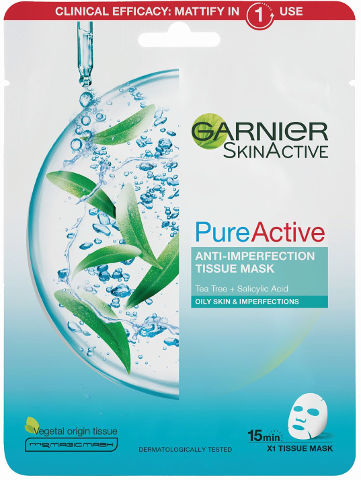 CLINICAL EFFICACY: MATTIFY IN 1 USE
GARNIER
SKINACTIVE
PureActive
ANTI-IMPERFECTION
TISSUE MASK
Tea Tree + Salicylic Acid
OILY SKIN & IMPERFECTIONS
Vegetal origin tissue
15min
X1 TISSUE MASK
DERMATOLOGICALLY TESTED